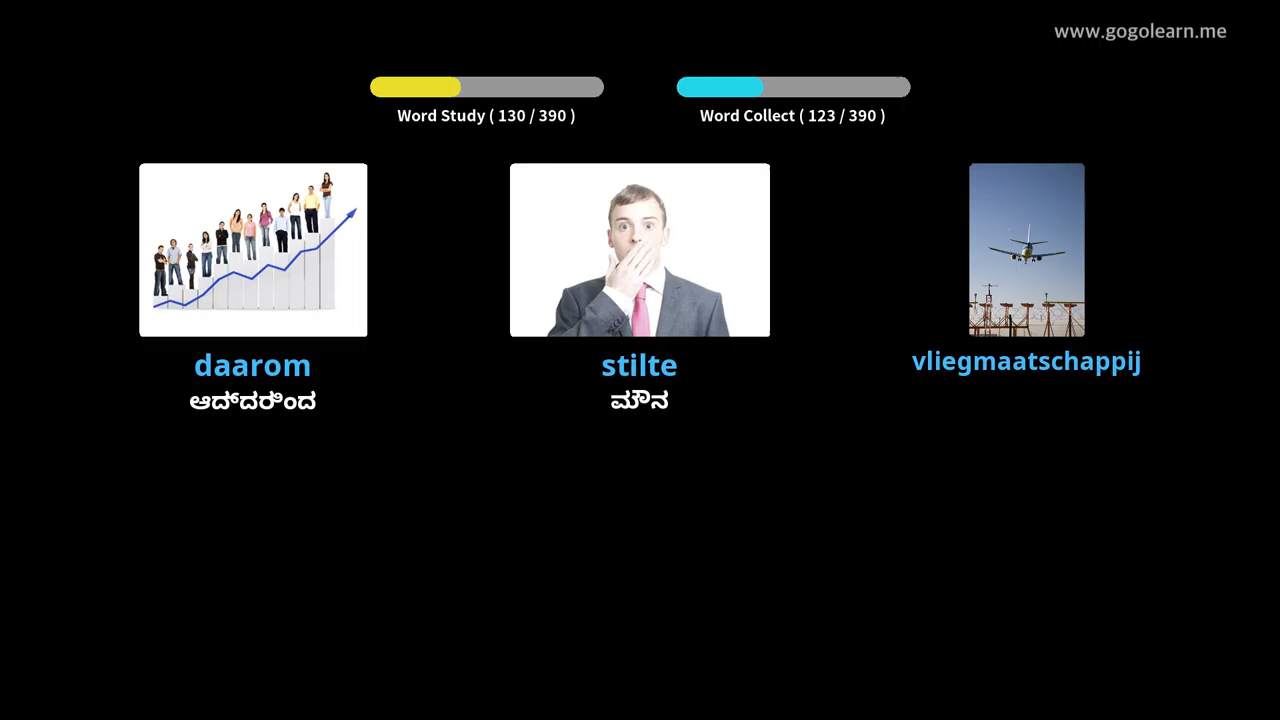 www.gogolearn.me
Word Study ( 130 / 390 )
Word Collect ( 123 / 390 )
daarom
stilte
vliegmaatschappij
ಆದ್ದರಿಂದ
ಮೌನ